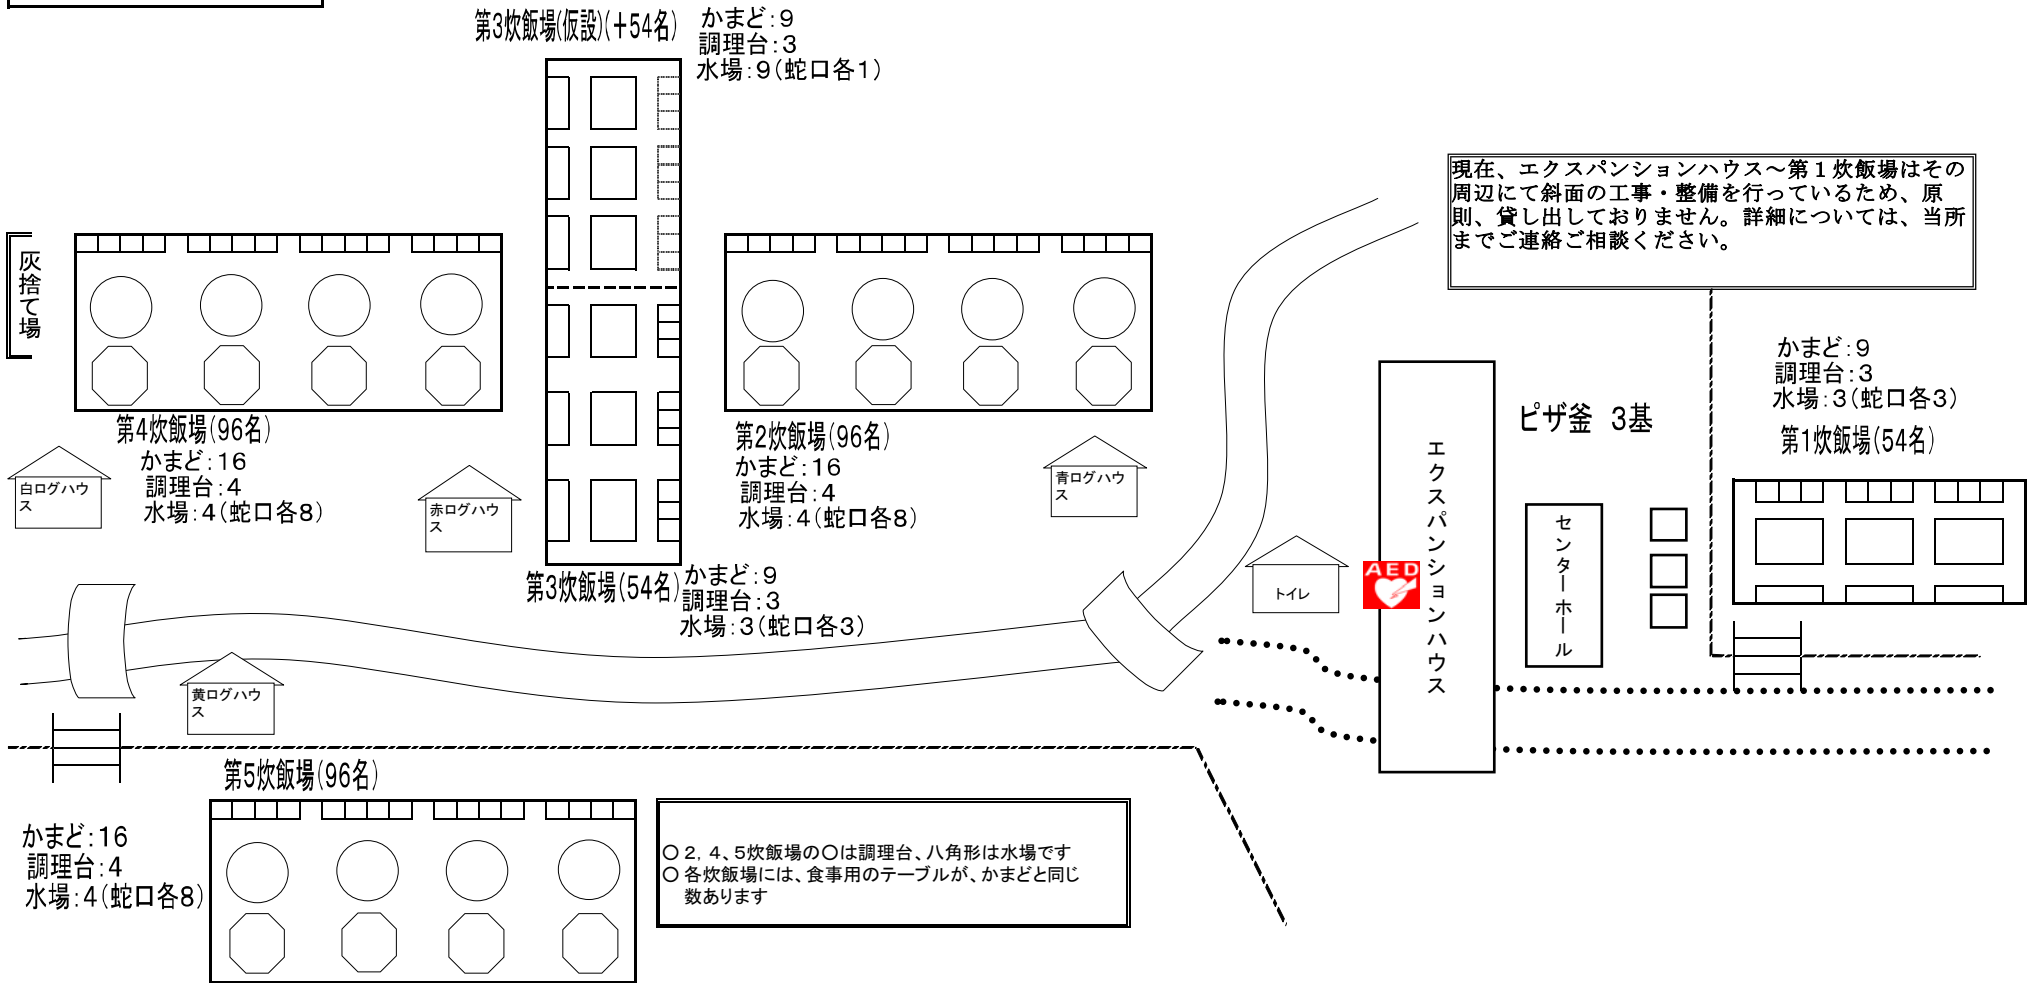 第3炊飯場(仮設)(＋54名)
かまど:9
調理台:3
水場:9(蛇口各1)
現在、エクスパンションハウス～第１炊飯場はその
周辺にて斜面の工事・整備を行っているため、原
則、貸し出しておりません。詳細については、当所
までご連絡ご相談ください。
灰捨て場
第4炊飯場(96名)
かまど:16
調理台:4
水場:4(蛇口各8)
第2炊飯場(96名)
かまど:16
調理台:4
水場:4(蛇口各8)
かまど:9
調理台:3
水場:3(蛇口各3)
第1炊飯場(54名)
ピザ釜 3基
白ログハウ
ス
赤ログハウ
ス
青ログハウ
ス
第3炊飯場(54名)
かまど:9
調理台:3
水場:3(蛇口各3)
トイレ
AED
エクスパンションハウス
センターホール
黄ログハウ
ス
第5炊飯場(96名)
かまど:16
調理台:4
水場:4(蛇口各8)
○ 2, 4、5炊飯場の○は調理台、八角形は水場です
○ 各炊飯場には、食事用のテーブルが、かまどと同じ
数あります